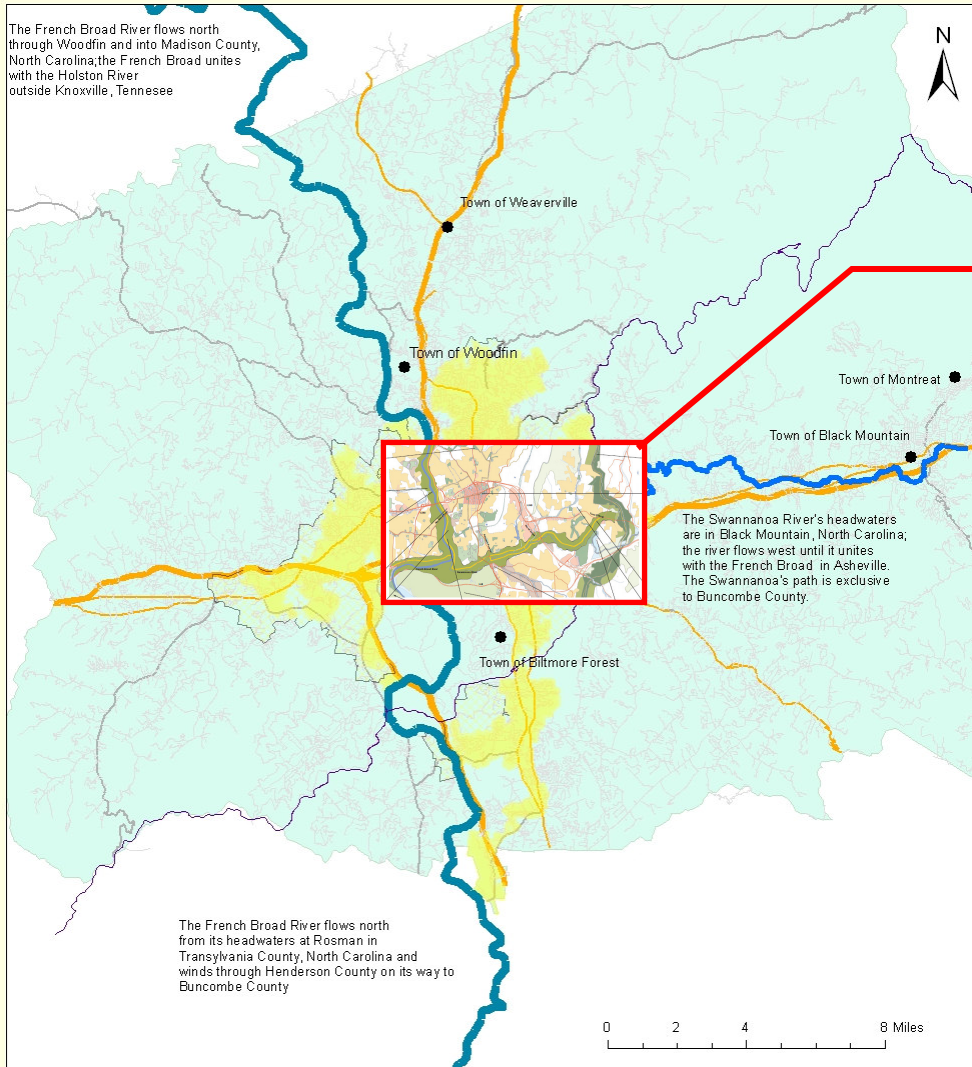 The French Broad River flows north
through Woodfin and into Madison County,
North Carolina;the French Broad unites
with the Holston River
outside Knoxville, Tennesee
N
Town of Weaverville
Town of Woodfin
Town of Montreat
Town of Black Mountain
The Swannanoa River's headwaters
are in Black Mountain, North Carolina;
the river flows west until it unites
with the French Broad in Asheville.
The Swannanoa's path is exclusive
to Buncombe County.
Town of Biltmore Forest
The French Broad River flows north
from its headwaters at Rosman in
Transylvania County, North Carolina and
winds through Henderson County on its way to
Buncombe County
0 2 4 8 Miles